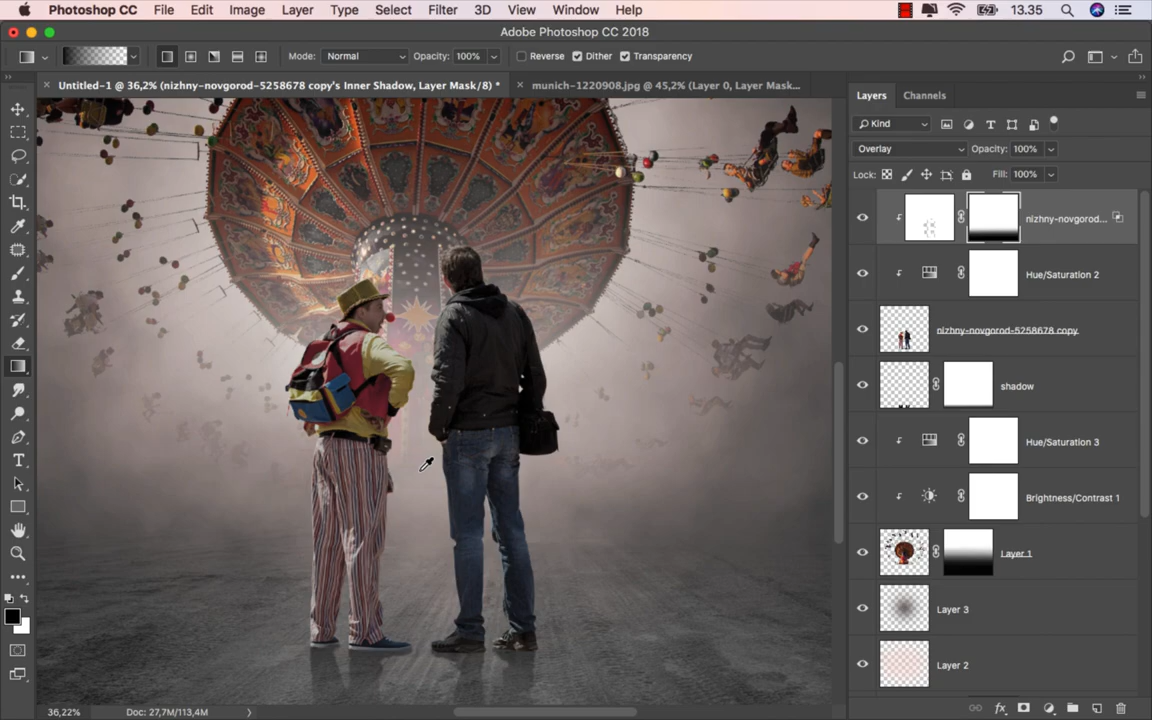 Photoshop CC File Edit Image Layer Type Select Filter 3D View Window Help 13.35
Adobe Photoshop CC 2018
Mode: Normal Opacity: 100% Reverse Dither Transparency
Untitled-1 @ 36,2% (nizhny-novgorod-5258678 copy's Inner Shadow, Layer Mask/8) *
munich-1220908.jpg @ 45,2% (Layer 0, Layer Mask...
Layers Channels
Kind
Overlay Opacity: 100%
Lock: Fill: 100%
nizhny-novgorod...
Hue/Saturation 2
nizhny-novgorod-5258678 copy
shadow
Hue/Saturation 3
Brightness/Contrast 1
Layer 1
Layer 3
Layer 2
36,22% Doc: 27,7M/113,4M
fx